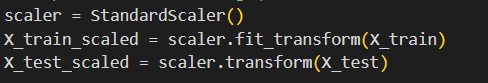 scaler = StandardScaler()
X_train_scaled = scaler.fit_transform(X_train)
X_test_scaled = scaler.transform(X_test)